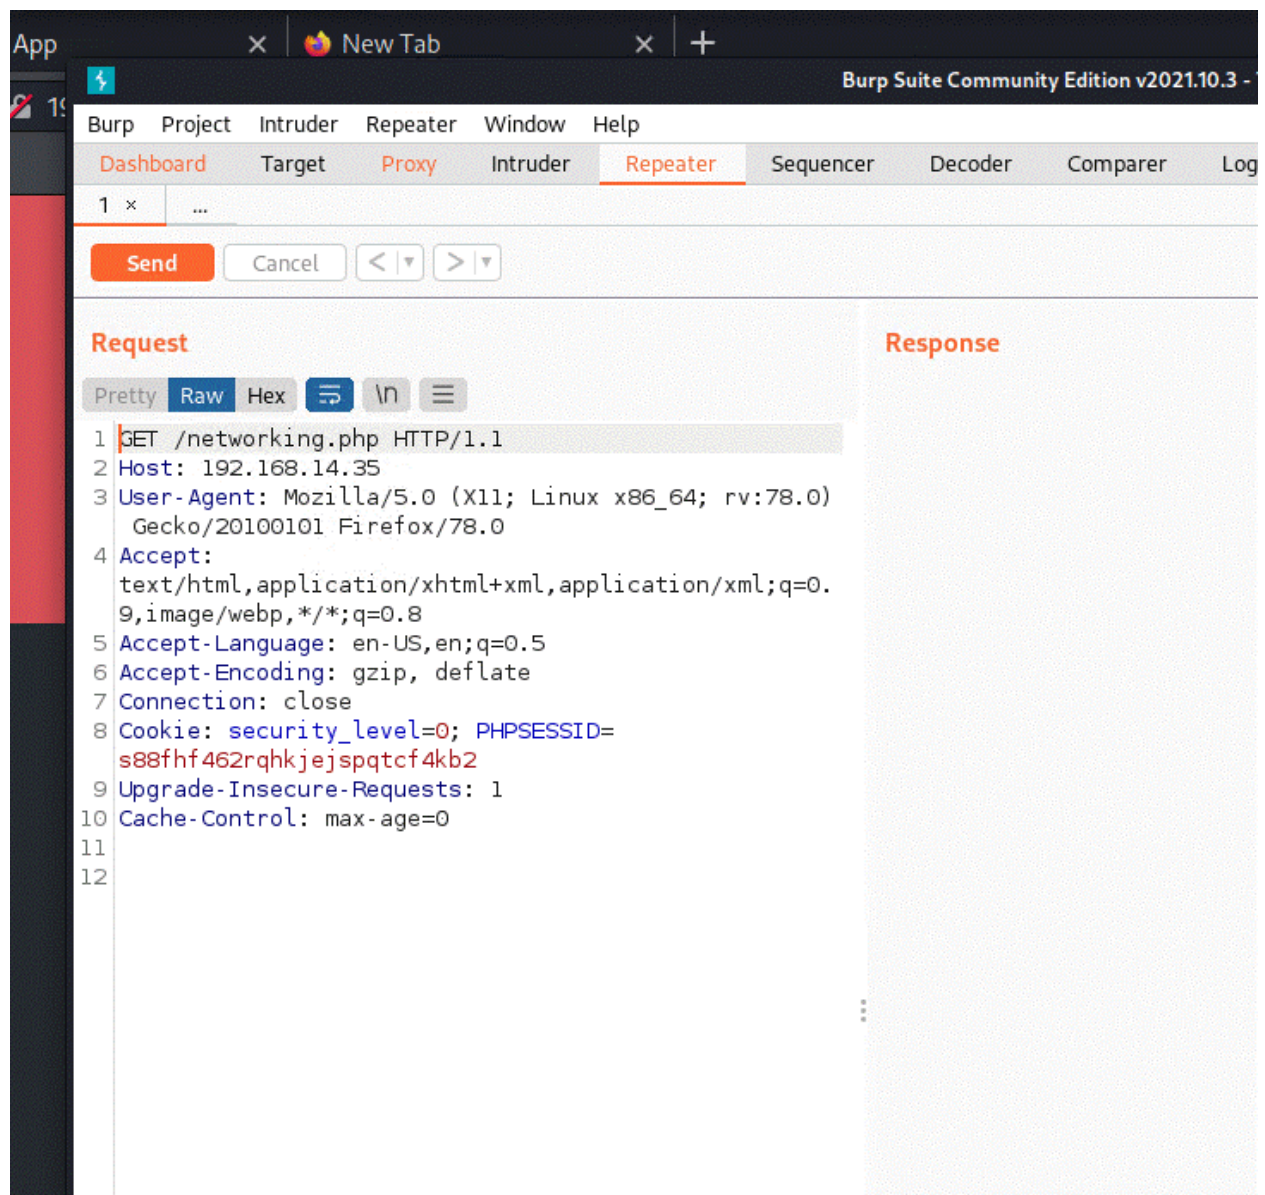 App × New Tab × +
Burp Suite Community Edition v2021.10.3 -
19
Burp Project Intruder Repeater Window Help
Dashboard Target Proxy Intruder Repeater Sequencer Decoder Comparer Log
1 × ...
Send Cancel < >
Request Response
Pretty Raw Hex \n
1 GET /networking.php HTTP/1.1
2 Host: 192.168.14.35
3 User-Agent: Mozilla/5.0 (X11; Linux x86_64; rv:78.0)
Gecko/20100101 Firefox/78.0
4 Accept:
text/html,application/xhtml+xml,application/xml;q=0.
9,image/webp,*/*;q=0.8
5 Accept-Language: en-US,en;q=0.5
6 Accept-Encoding: gzip, deflate
7 Connection: close
8 Cookie: security_level=0; PHPSESSID=
s88fhf462rqhkjejspqtcf4kb2
9 Upgrade-Insecure-Requests: 1
10 Cache-Control: max-age=0
11
12